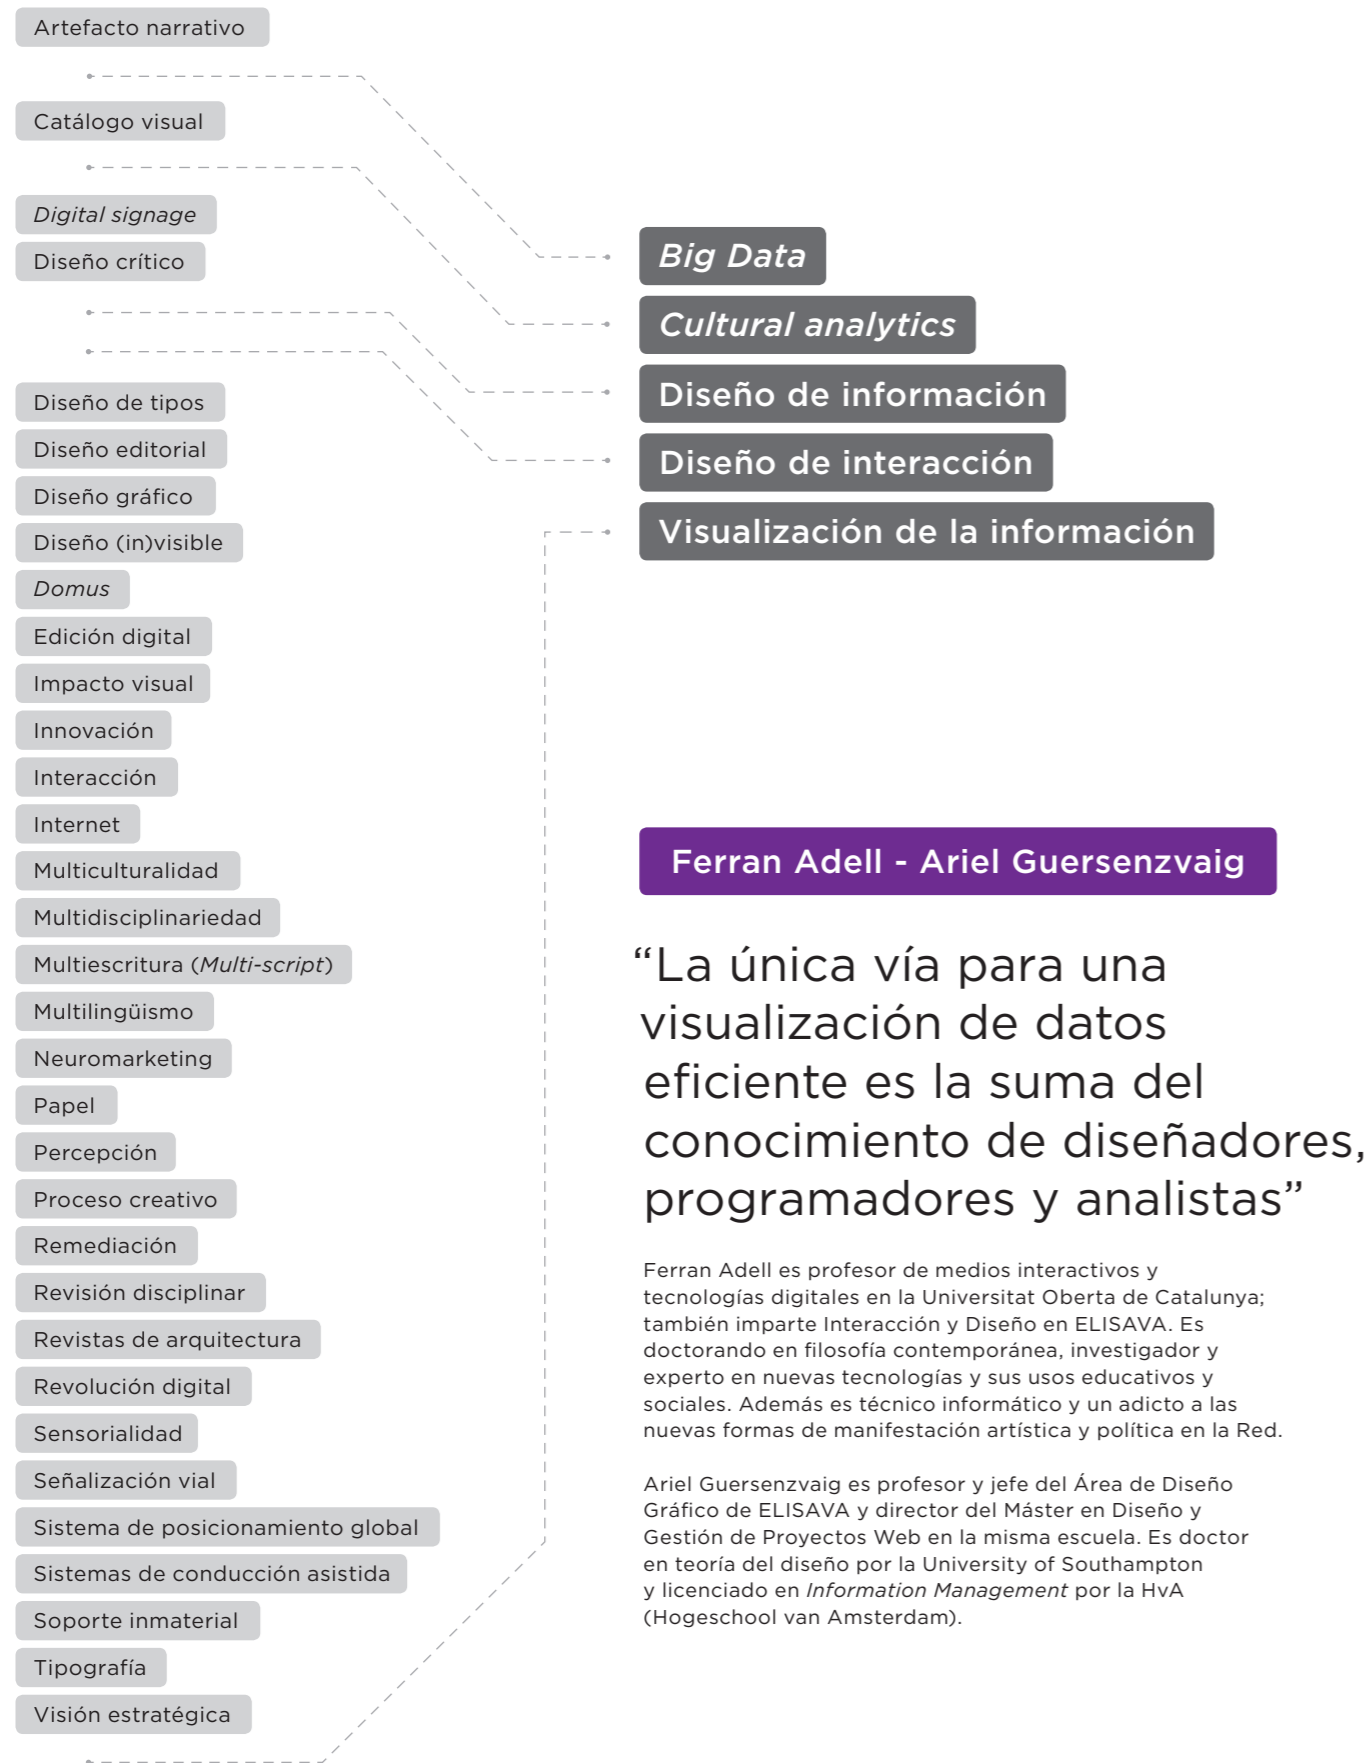 Artefacto narrativo
Catálogo visual
Digital signage
Diseño crítico
Diseño de tipos
Diseño editorial
Diseño gráfico
Diseño (in)visible
Domus
Edición digital
Impacto visual
Innovación
Interacción
Internet
Multiculturalidad
Multidisciplinariedad
Multiescritura (Multi-script)
Multilingüismo
Neuromarketing
Papel
Percepción
Proceso creativo
Remediación
Revisión disciplinar
Revistas de arquitectura
Revolución digital
Sensorialidad
Señalización vial
Sistema de posicionamiento global
Sistemas de conducción asistida
Soporte inmaterial
Tipografía
Visión estratégica
Big Data
Cultural analytics
Diseño de información
Diseño de interacción
Visualización de la información
Ferran Adell - Ariel Guersenzvaig
“La única vía para una
visualización de datos
eficiente es la suma del
conocimiento de diseñadores,
programadores y analistas”
Ferran Adell es profesor de medios interactivos y
tecnologías digitales en la Universitat Oberta de Catalunya;
también imparte Interacción y Diseño en ELISAVA. Es
doctorando en filosofía contemporánea, investigador y
experto en nuevas tecnologías y sus usos educativos y
sociales. Además es técnico informático y un adicto a las
nuevas formas de manifestación artística y política en la Red.
Ariel Guersenzvaig es profesor y jefe del Área de Diseño
Gráfico de ELISAVA y director del Máster en Diseño y
Gestión de Proyectos Web en la misma escuela. Es doctor
en teoría del diseño por la University of Southampton
y licenciado en Information Management por la HvA
(Hogeschool van Amsterdam).